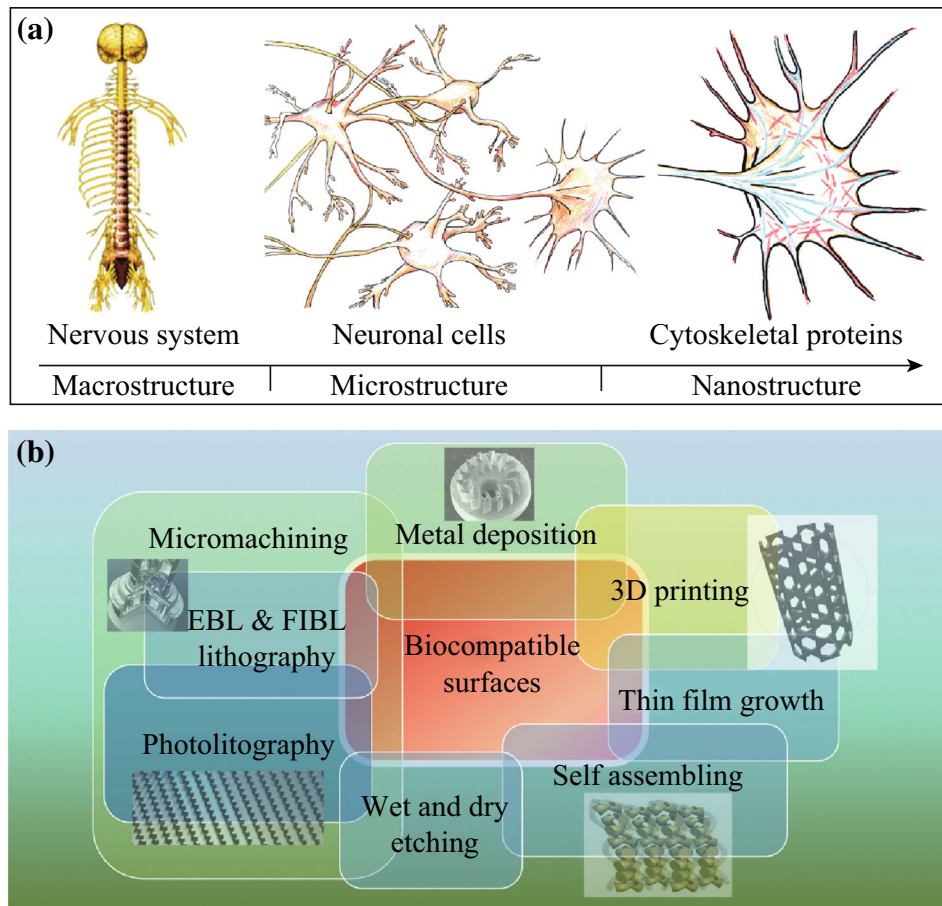 (a)
Nervous system
Neuronal cells
Cytoskeletal proteins
Macrostructure
Microstructure
Nanostructure
(b)
Micromachining
Metal deposition
3D printing
EBL & FIBL
lithography
Biocompatible
surfaces
Thin film growth
Photolitography
Self assembling
Wet and dry
etching